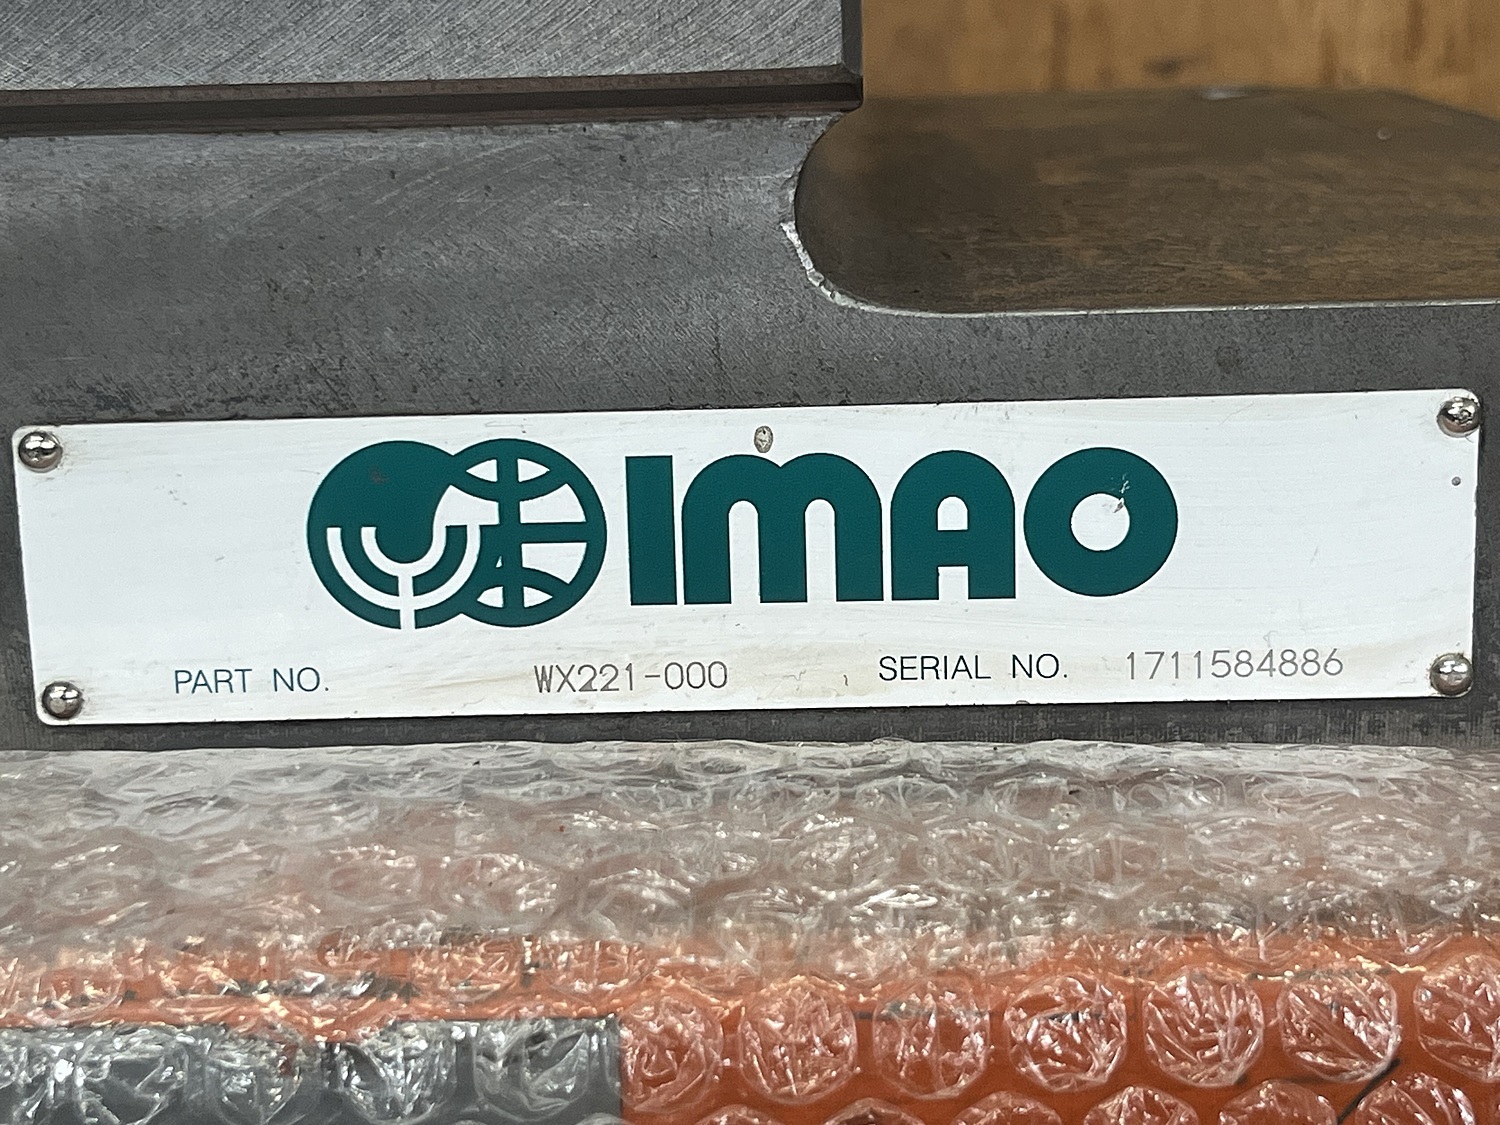 IMAO
PART NO. WX221-000 SERIAL NO. 1711584886